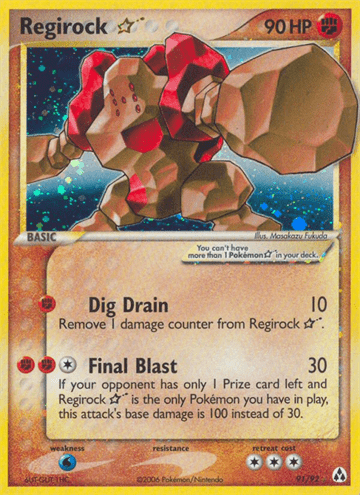 Regirock ☆ 90 HP
BASIC
Illus. Masakazu Fukuda
You can't have
more than 1 Pokémon☆ in your deck.
Dig Drain 10
Remove 1 damage counter from Regirock ☆.
Final Blast 30
If your opponent has only 1 Prize card left and
Regirock ☆ is the only Pokémon you have in play,
this attack's base damage is 100 instead of 30.
weakness resistance retreat cost
©2006 Pokémon/Nintendo 91/92